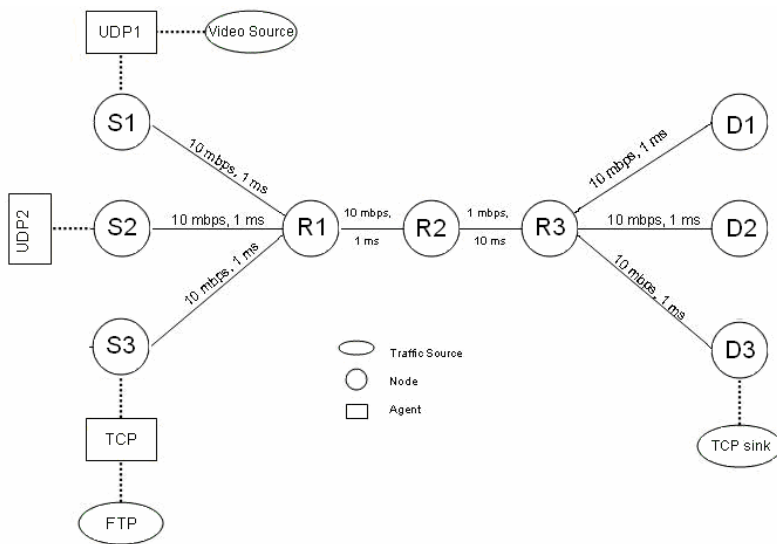 UDP1
Video Source
S1
D1
10 mbps, 1 ms
10 mbps, 1 ms
UDP2
S2
10 mbps, 1 ms
R1
10 mbps,
1 ms
R2
1 mbps,
10 ms
R3
10 mbps, 1 ms
D2
10 mbps, 1 ms
10 mbps, 1 ms
S3
D3
Traffic Source
Node
Agent
TCP
TCP sink
FTP